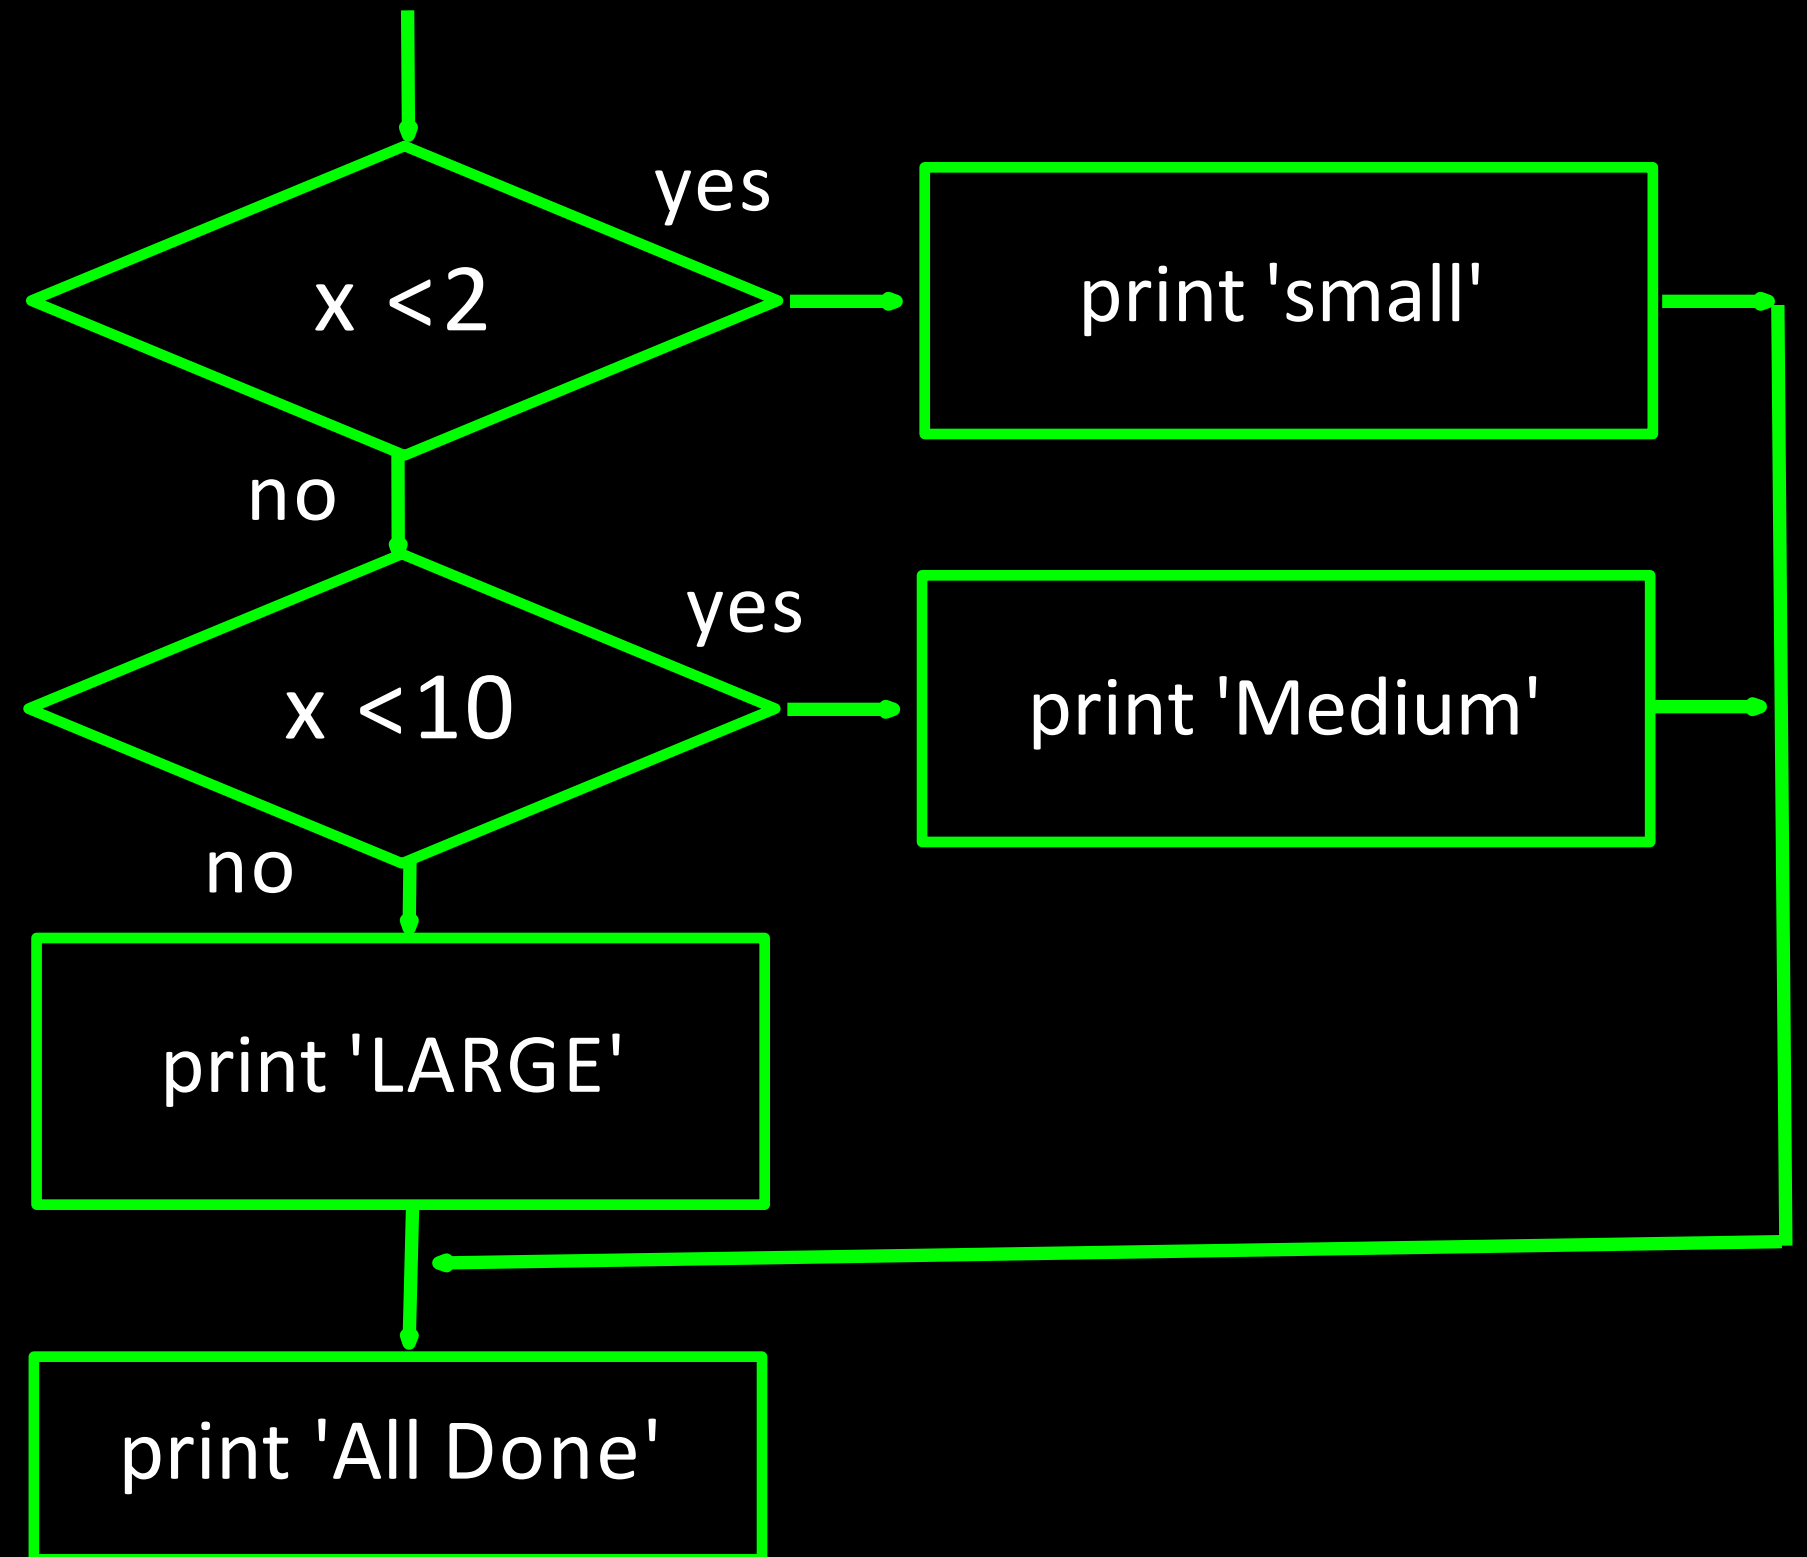 yes
x <2
print 'small'
no
yes
x <10
print 'Medium'
no
print 'LARGE'
print 'All Done'